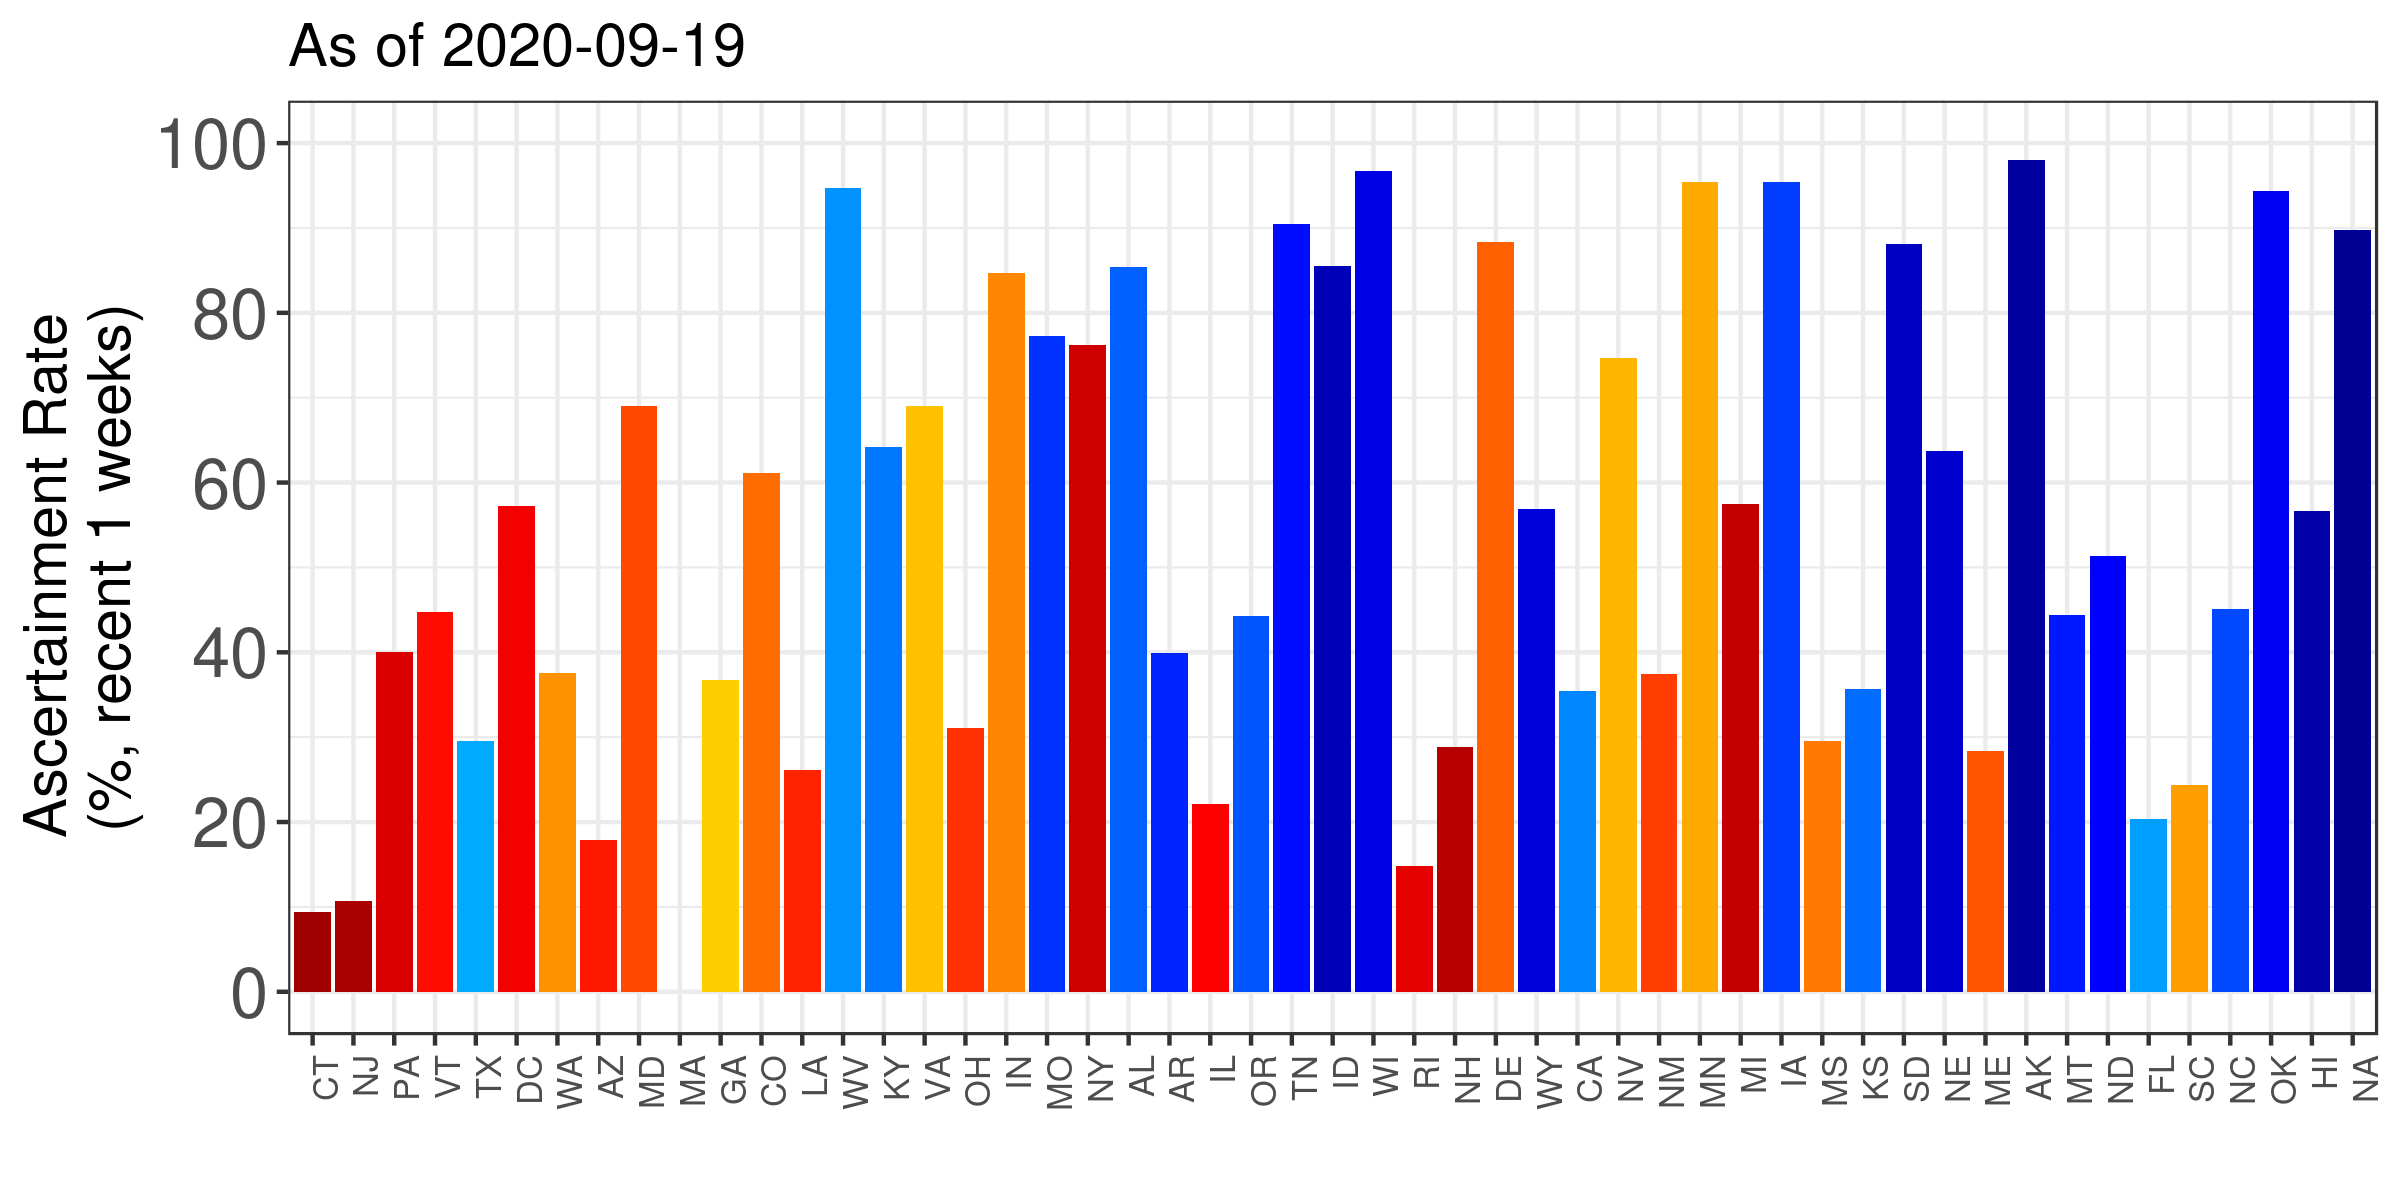 As of 2020-09-19
Ascertainment Rate
(%, recent 1 weeks)
100
80
60
40
20
0
CT NJ PA VT TX DC WA AZ MD MA GA CO LA WV KY VA OH IN MO NY AL AR IL OR TN ID WI RI NH DE WY CA NV NM MN MI IA MS KS SD NE ME AK MT ND FL SC NC OK HI NA